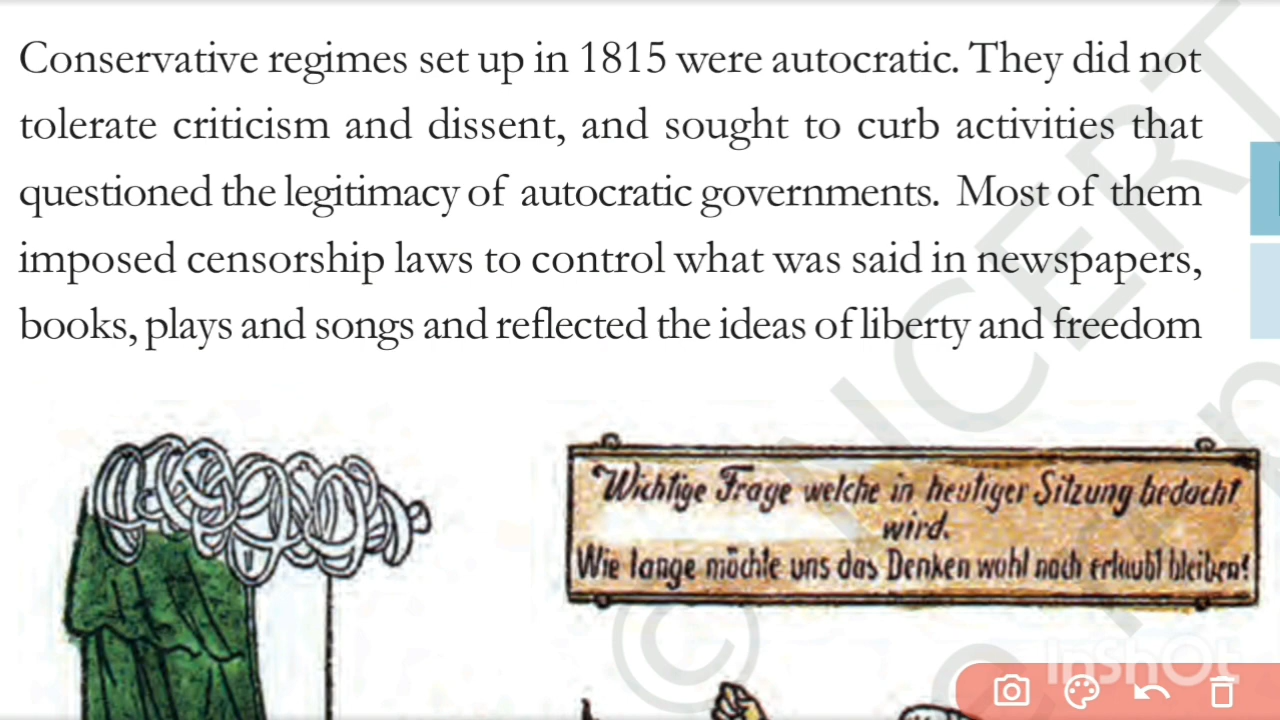 Conservative regimes set up in 1815 were autocratic. They did not
tolerate criticism and dissent, and sought to curb activities that
questioned the legitimacy of autocratic governments. Most of them
imposed censorship laws to control what was said in newspapers,
books, plays and songs and reflected the ideas of liberty and freedom
Wichtige Frage welche in heutiger Sitzung bedacht
wird.
Wie lange möchte uns das Denken wohl noch erlaubt bleiben?
© NCERT
InShOt